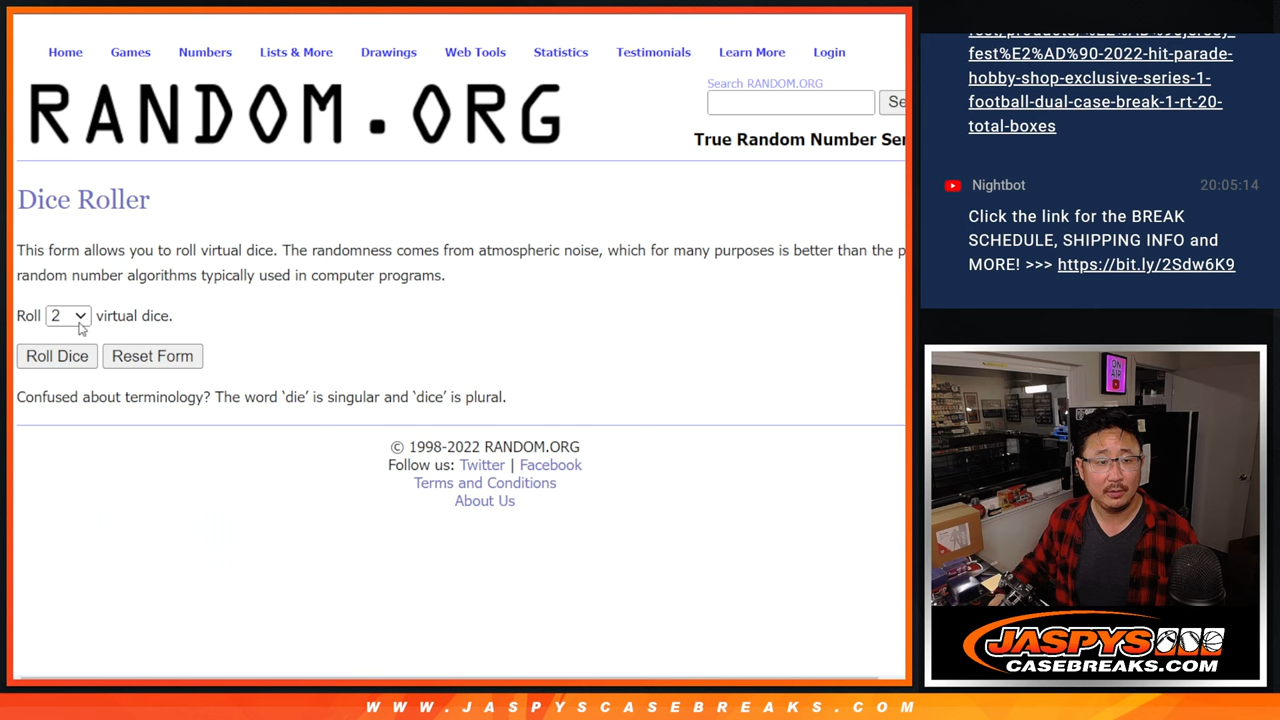 Home Games Numbers Lists & More Drawings Web Tools Statistics Testimonials Learn More Login
Search RANDOM.ORG
RANDOM.ORG
Se
True Random Number Ser
Dice Roller
This form allows you to roll virtual dice. The randomness comes from atmospheric noise, which for many purposes is better than the p
random number algorithms typically used in computer programs.
Roll 2 virtual dice.
Roll Dice Reset Form
Confused about terminology? The word ‘die’ is singular and ‘dice’ is plural.
© 1998-2022 RANDOM.ORG
Follow us: Twitter | Facebook
Terms and Conditions
About Us
fest%E2%AD%90-2022-hit-parade-
hobby-shop-exclusive-series-1-
football-dual-case-break-1-rt-20-
total-boxes
Nightbot 20:05:14
Click the link for the BREAK
SCHEDULE, SHIPPING INFO and
MORE! >>> https://bit.ly/2Sdw6K9
ON
AIR
JASPYS
CASEBREAKS.COM
WWW.JASPYSCASEBREAKS.COM